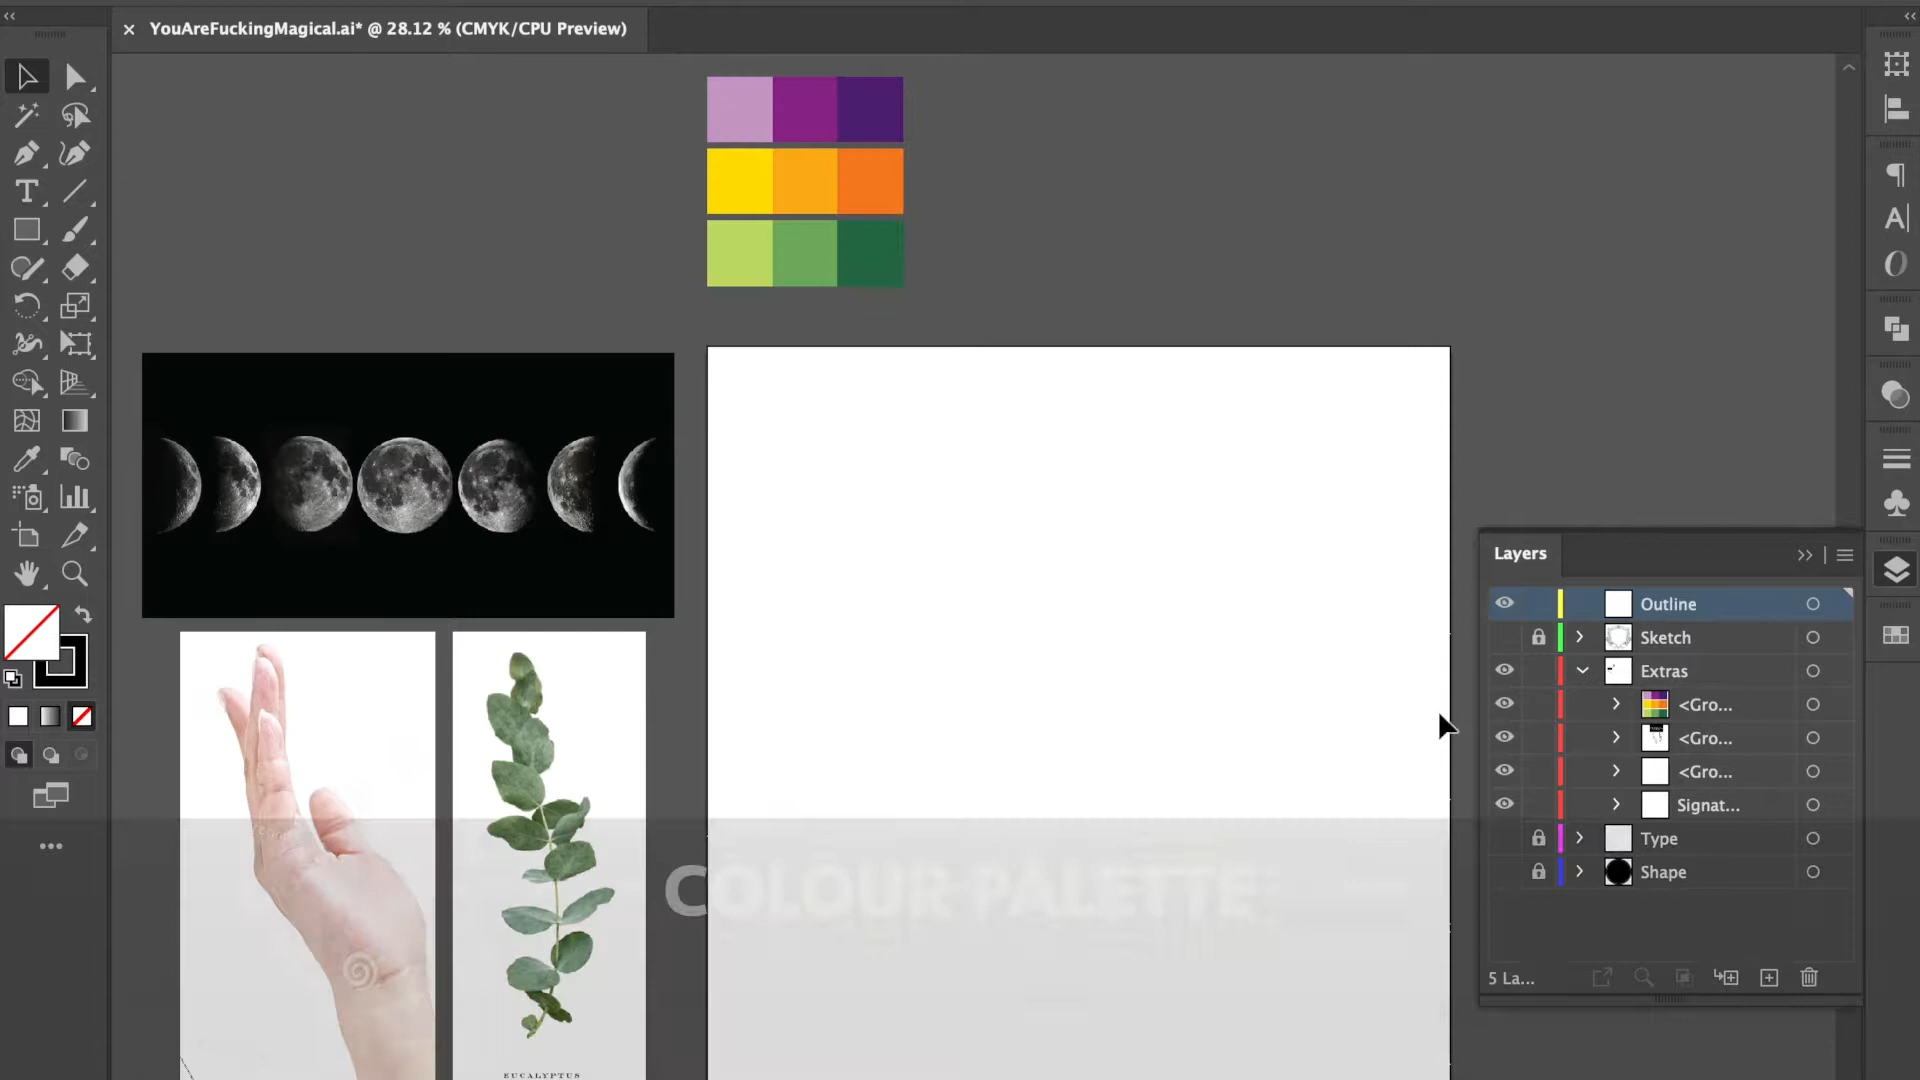 YouAreFuckingMagical.ai* @ 28.12 % (CMYK/CPU Preview)
Layers
Outline
Sketch
Extras
<Gro...
<Gro...
<Gro...
Signat...
Type
Shape
5 La...
COLOUR PALETTE
EUCALYPTUS